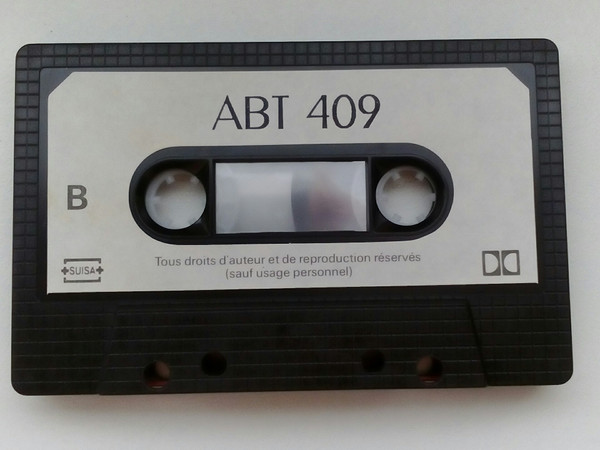 ABT 409
B
SUISA
Tous droits d'auteur et de reproduction réservés
(sauf usage personnel)